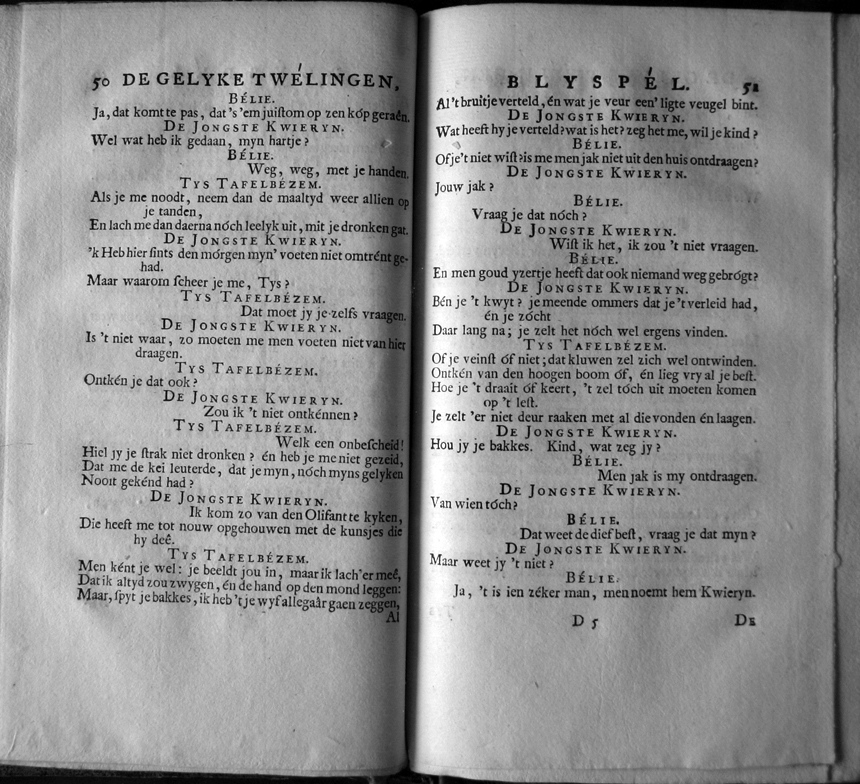 50 DE GELYKE TWÉLINGEN,
BÉLIE.
Ja, dat komt te pas, dat 's 'em juiſtom op zen kóp geraén.
DE JONGSTE KWIERYN.
Wel wat heb ik gedaan, myn hartje?
BÉLIE.
Weg, weg, met je handen.
TYS TAFELBÉZEM.
Als je me noodt, neem dan de maaltyd weer allien op
je tanden,
En lach me dan daerna nóch leelyk uit, mit je dronken gat.
DE JONGSTE KWIERYN.
'k Heb hier ſints den mórgen myn' voeten niet omtrént ge-
had.
Maar waarom ſcheer je me, Tys?
TYS TAFELBÉZEM.
Dat moet jy je-zelfs vraagen.
DE JONGSTE KWIERYN.
Is 't niet waar, zo moeten me men voeten niet van hier
draagen.
TYS TAFELBÉZEM.
Ontkén je dat ook?
DE JONGSTE KWIERYN.
Zou ik 't niet ontkénnen?
TYS TAFELBÉZEM.
Welk een onbeſcheid!
Hiel jy je ſtrak niet dronken? én heb je me niet gezeid,
Dat me de kei leuterde, dat je myn, nóch myns gelyken
Nooit gekénd had?
DE JONGSTE KWIERYN.
Ik kom zo van den Olifant te kyken,
Die heeft me tot nouw opgehouwen met de kunsjes die
hy deê.
TYS TAFELBÉZEM.
Men ként je wel: je beeldt jou in, maar ik lach'er meê,
Dat ik altyd zou zwygen, én de hand op den mond leggen:
Maar, ſpyt je bakkes, ik heb 't je wyf allegaâr gaen zeggen,
Al
BLYSPÉL. 51
Al 't bruitje verteld, én wat je veur een' ligte veugel bint.
DE JONGSTE KWIERYN.
Wat heeft hy je verteld? wat is het? zeg het me, wil je kind?
BÉLIE.
Of je't niet wiſt? is me men jak niet uit den huis ontdraagen?
DE JONGSTE KWIERYN.
Jouw jak?
BÉLIE.
Vraag je dat nóch?
DE JONGSTE KWIERYN.
Wiſt ik het, ik zou 't niet vraagen.
BÉLIE.
En men goud yzertje heeft dat ook niemand weg gebrógt?
DE JONGSTE KWIERYN.
Bén je 't kwyt? je meende ommers dat je 't verleid had,
én je zócht
Daar lang na; je zelt het nóch wel ergens vinden.
TYS TAFELBÉZEM.
Of je veinſt óf niet; dat kluwen zel zich wel ontwinden.
Ontkén van den hoogen boom óf, én lieg vry al je beſt.
Hoe je 't draait óf keert, 't zel tóch uit moeten komen
op 't leſt.
Je zelt 'er niet deur raaken met al die vonden én laagen.
DE JONGSTE KWIERYN.
Hou jy je bakkes. Kind, wat zeg jy?
BÉLIE.
Men jak is my ontdraagen.
DE JONGSTE KWIERYN.
Van wien tóch?
BÉLIE.
Dat weet de dief beſt, vraag je dat myn?
DE JONGSTE KWIERYN.
Maar weet jy 't niet?
BÉLIE.
Ja, 't is ien zéker man, men noemt hem Kwieryn.
D 5 DE